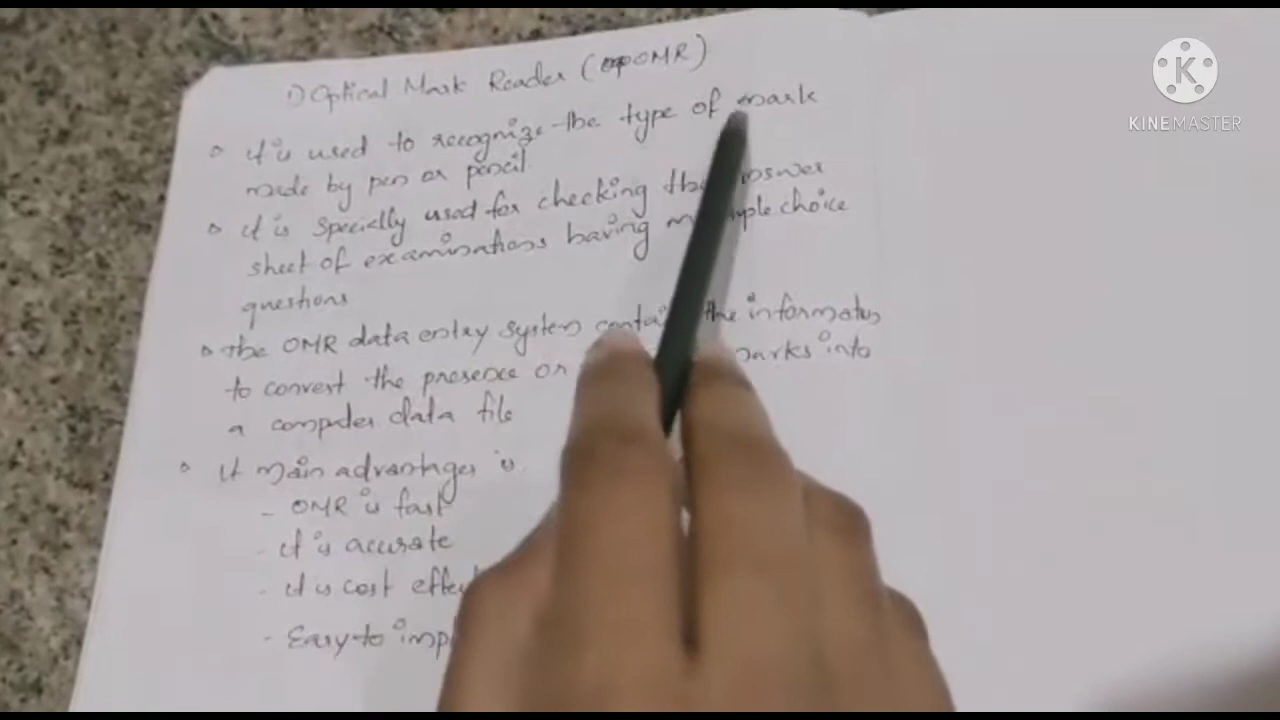 1) Optical Mark Reader (OMR)
It is used to recognize the type of mark
made by pen or pencil
It is specially used for checking the answer
sheet of examinations having multiple choice
questions
The OMR data entry system the
to convert the presence or marks into
a computer data file
It main advantages is
- OMR is fast
- it is accurate
- it is cost
- Easy to
KINEMASTER